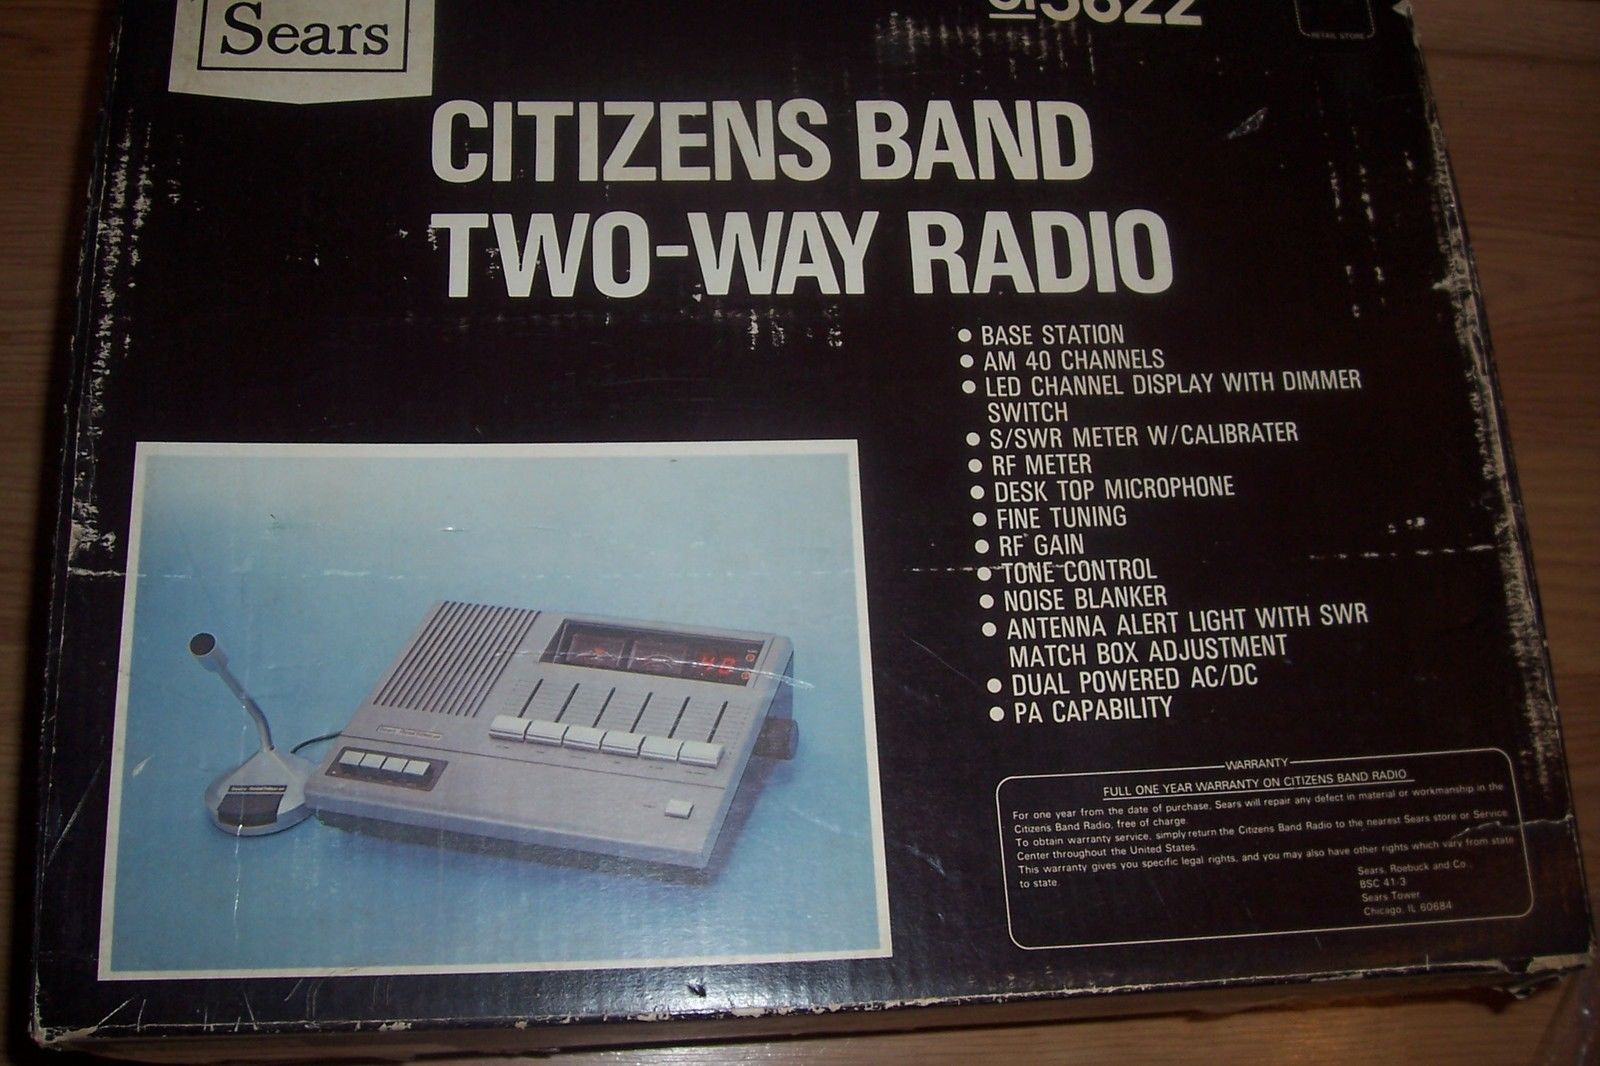 Sears
3822
RETAIL STORE
CITIZENS BAND
TWO-WAY RADIO
● BASE STATION
● AM 40 CHANNELS
● LED CHANNEL DISPLAY WITH DIMMER
SWITCH
● S/SWR METER W/CALIBRATER
● RF METER
● DESK TOP MICROPHONE
● FINE TUNING
● RF GAIN
● TONE CONTROL
● NOISE BLANKER
● ANTENNA ALERT LIGHT WITH SWR
MATCH BOX ADJUSTMENT
● DUAL POWERED AC/DC
● PA CAPABILITY
40
WARRANTY
FULL ONE YEAR WARRANTY ON CITIZENS BAND RADIO
For one year from the date of purchase, Sears will repair any defect in material or workmanship in the
Citizens Band Radio, free of charge.
To obtain warranty service, simply return the Citizens Band Radio to the nearest Sears store or Service
Center throughout the United States.
This warranty gives you specific legal rights, and you may also have other rights which vary from state
to state.
Sears, Roebuck and Co.
BSC 41-3
Sears Tower
Chicago, IL 60684